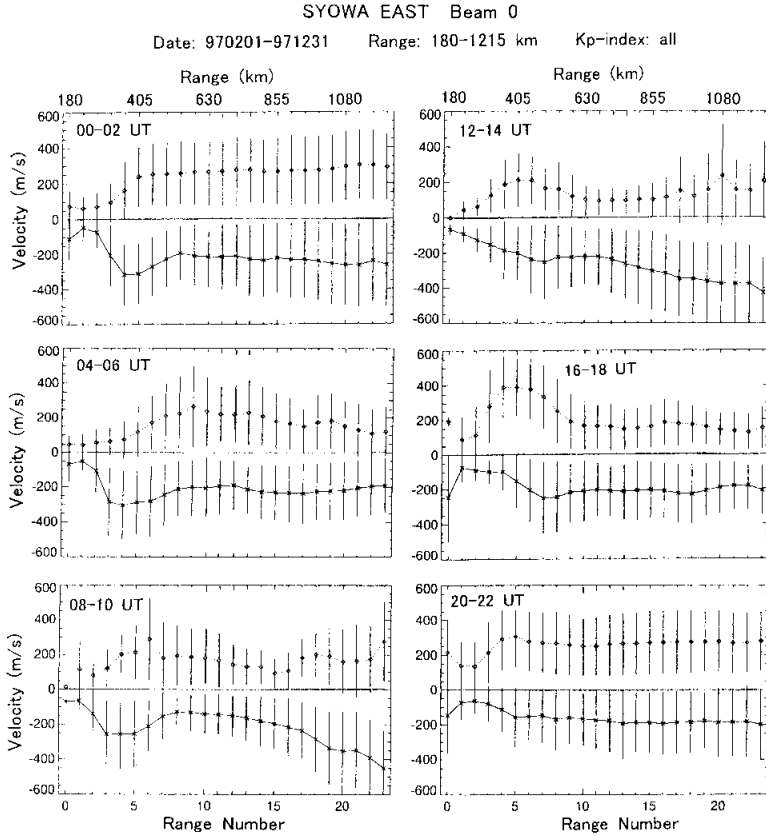 SYOWA EAST Beam 0
Date: 970201-971231 Range: 180-1215 km Kp-index: all
Range (km) Range (km)
180 405 630 855 1080 180 405 630 855 1080
600 00-02 UT 600 12-14 UT
400 400
200 200
0 0
-200 -200
-400 -400
-600 -600
Velocity (m/s)
600 04-06 UT 600 16-18 UT
400 400
200 200
0 0
-200 -200
-400 -400
-600 -600
Velocity (m/s)
600 08-10 UT 600 20-22 UT
400 400
200 200
0 0
-200 -200
-400 -400
-600 -600
Velocity (m/s)
0 5 10 15 20 0 5 10 15 20
Range Number Range Number